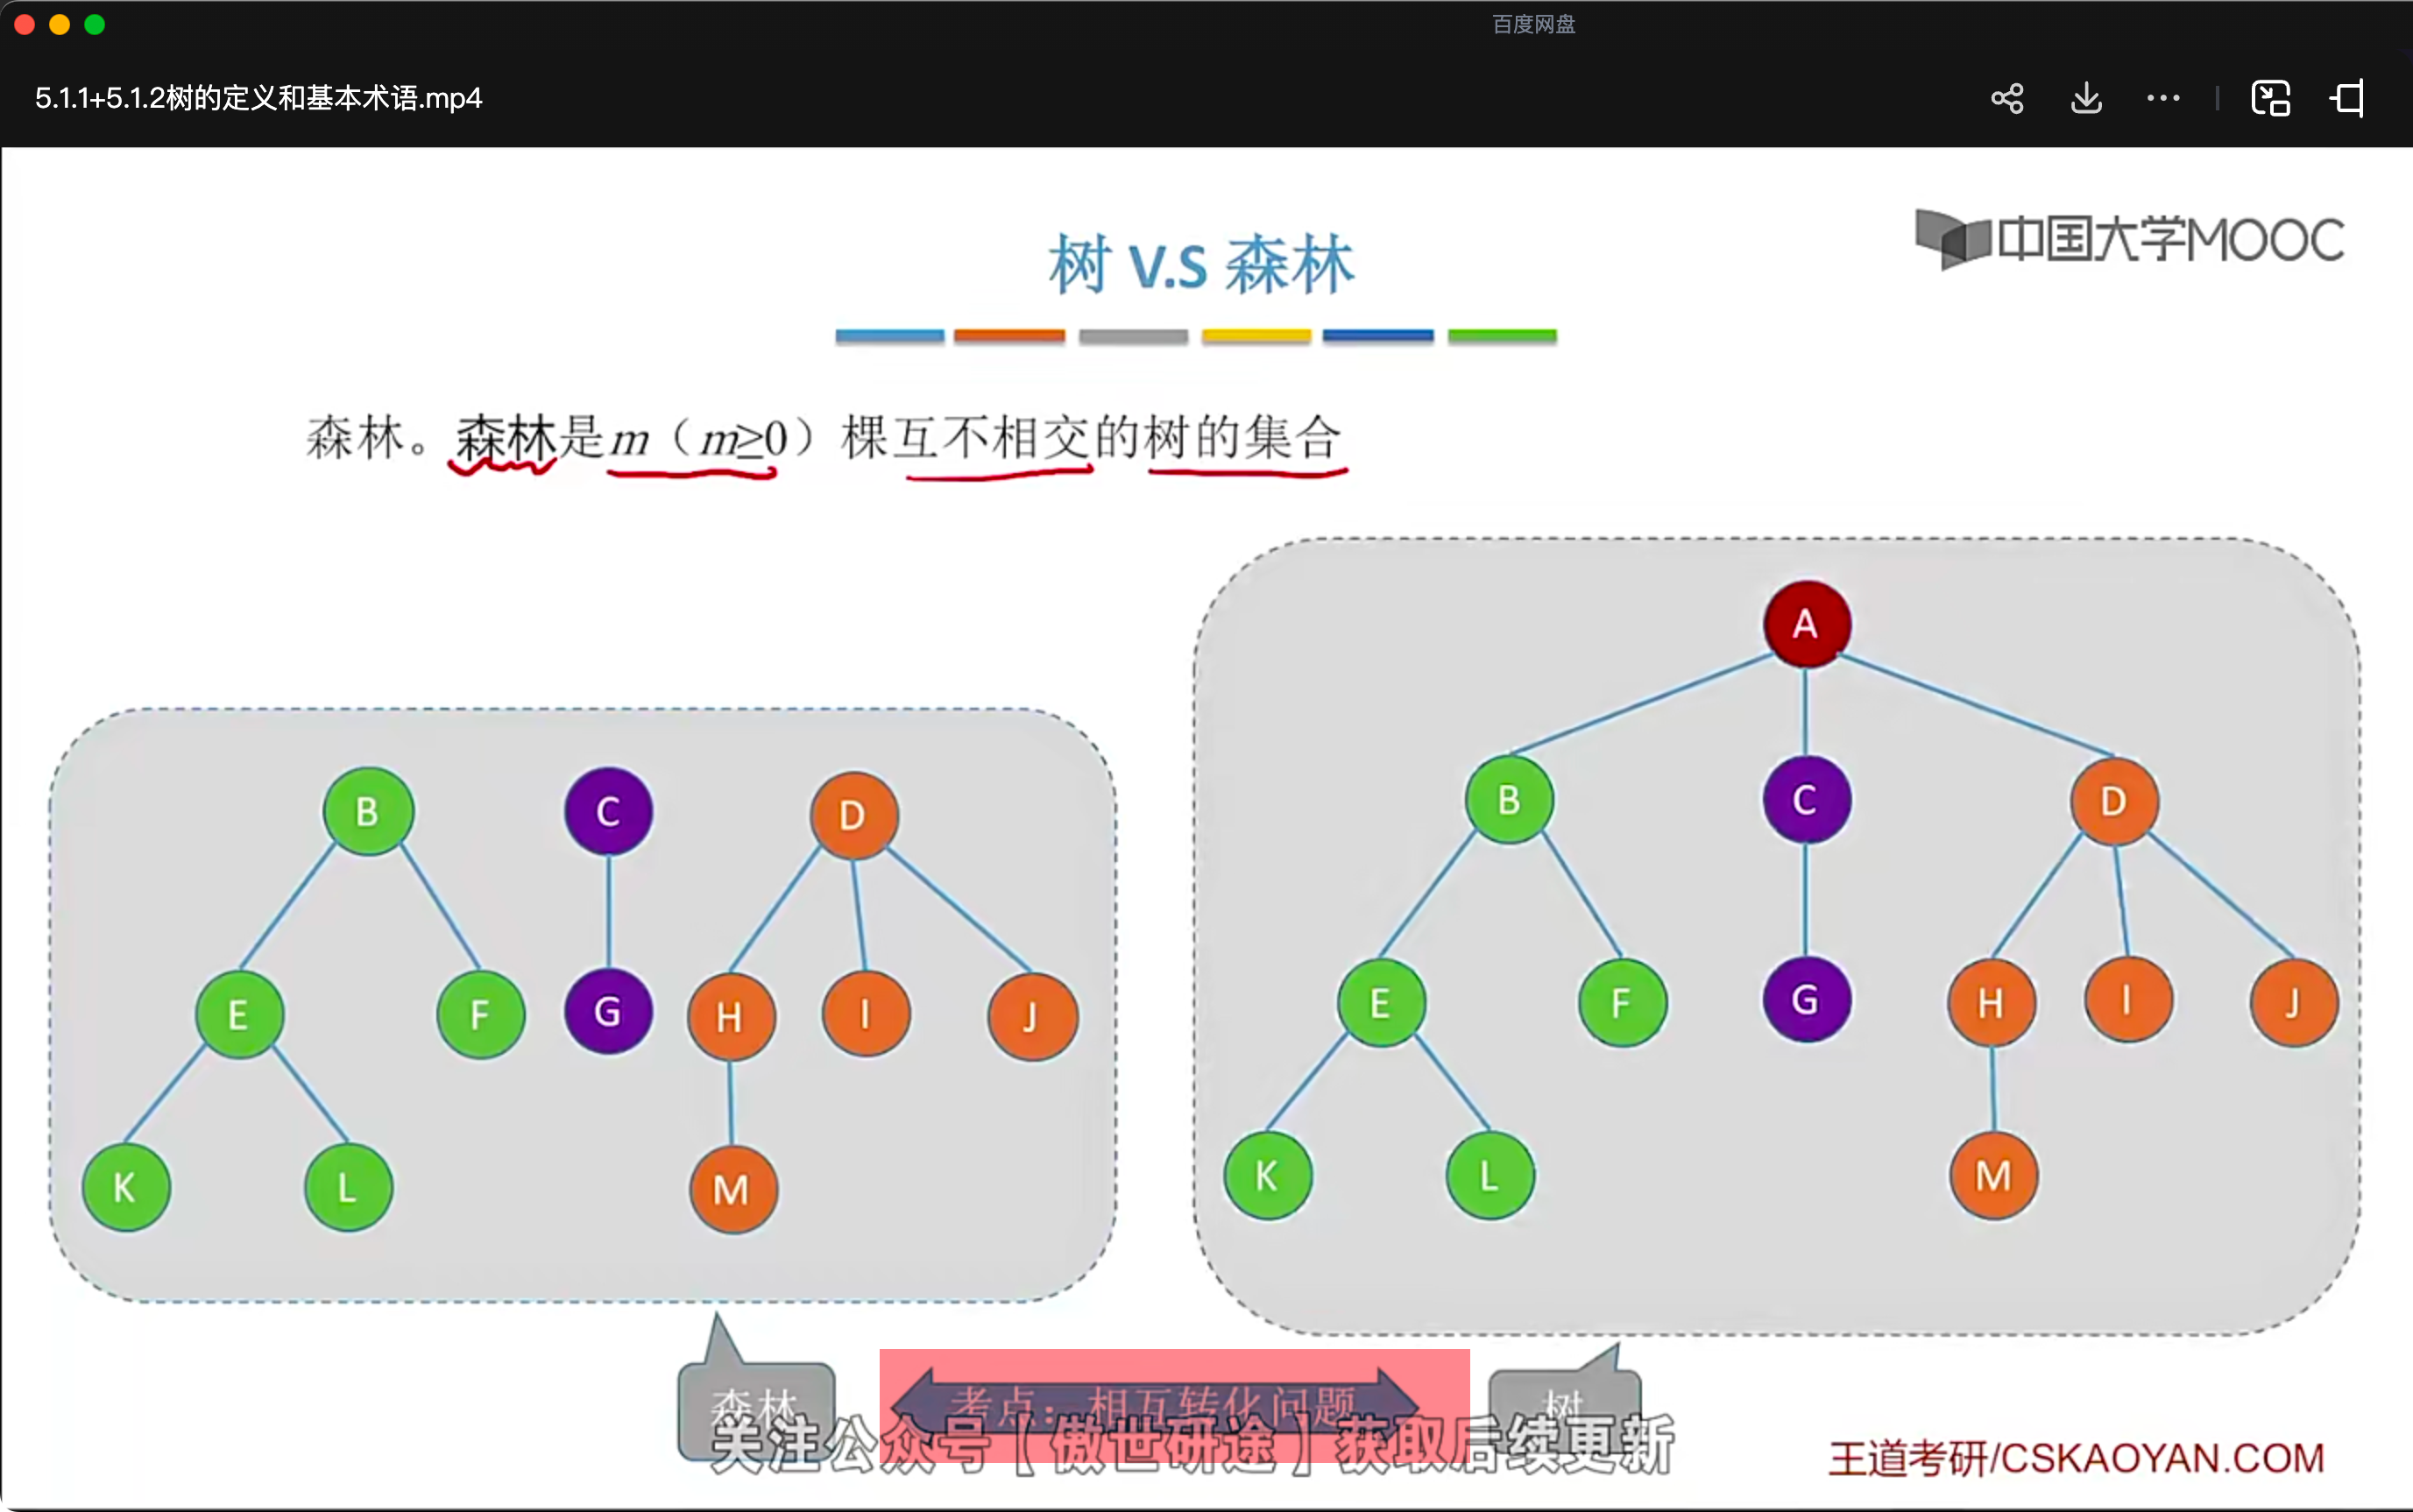 百度网盘
5.1.1+5.1.2树的定义和基本术语.mp4
中国大学MOOC
树 V.S 森林
森林。森林是m（m≥0）棵互不相交的树的集合
A
B C D
B C D
E F G H I J
E F G H I J
K L M
K L M
森林
考点：相互转化问题
树
关注公众号【傲世研途】获取后续更新
王道考研/CSKAOYAN.COM